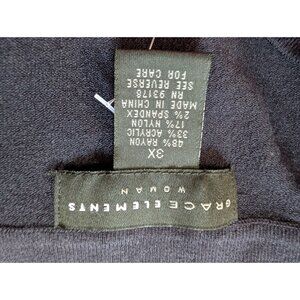 GRACE ELEMENTS
WOMAN
3X
48% RAYON
33% ACRYLIC
17% NYLON
2% SPANDEX
MADE IN CHINA
RN 93178
SEE REVERSE
FOR CARE